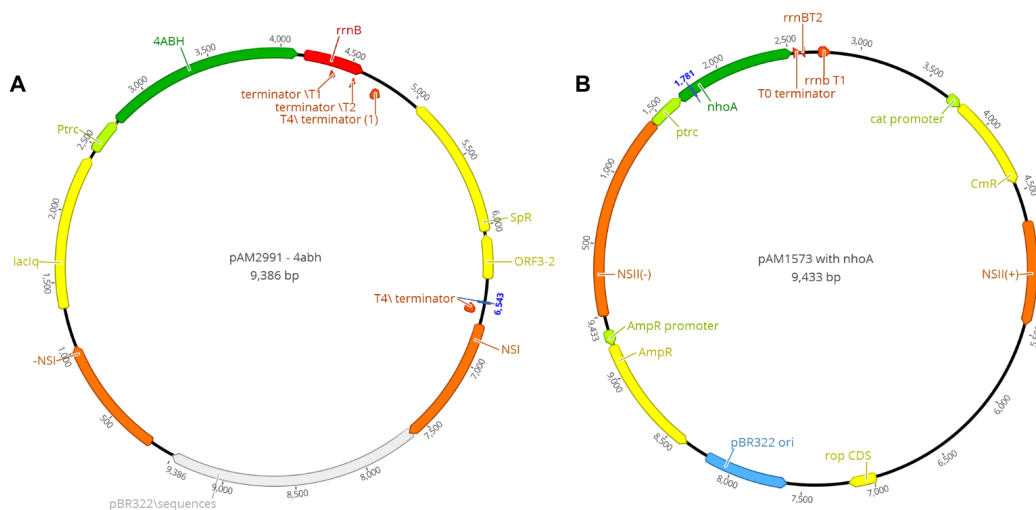 A
4ABH
rrnB
4,000
3,500
4,500
3,000
terminator \T1
terminator \T2
T4\ terminator (1)
5,000
Ptrc
2,500
5,500
2,000
6,000
SpR
lacIq
pAM2991 - 4abh
9,386 bp
ORF3-2
1,500
T4\ terminator
6,543
-NSI
1,000
NSI
7,000
500
7,500
9,386
9,000
8,500
8,000
pBR322\sequences
B
rrnBT2
2,500
3,000
rrnb T1
1,781
2,000
T0 terminator
nhoA
3,500
1,500
ptrc
cat promoter
4,000
1,000
CmR
4,500
500
pAM1573 with nhoA
9,433 bp
NSII(-)
NSII(+)
9,433
AmpR promoter
AmpR
9,000
6,000
8,500
pBR322 ori
rop CDS
6,500
8,000
7,500
7,000